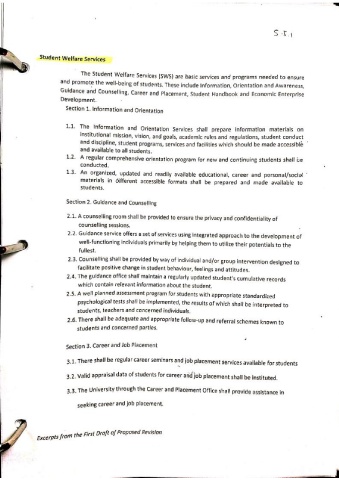 5.5.1
Student Welfare Services
The Student Welfare Services (SWS) are Basic services and programs needed to ensure
and promote the well-being of students. These include Information, Orientation and Awareness,
Guidance and Counselling, Career and Placement, Student Handbook and Economic Enterprise
Development.
Section 1. Information and Orientation
1.1. The Information and Orientation Services shall prepare information materials on
institutional mission, vision, and goals, academic rules and regulations, student conduct
and discipline, student programs, services and facilities which should be made accessible
and available to all students.
1.2. A regular comprehensive orientation program for new and continuing students shall be
conducted.
1.3. An organized, updated and readily available educational, career and personal/social
materials in different accessible formats shall be prepared and made available to
students.
Section 2. Guidance and Counselling
2.1. A counselling room shall be provided to ensure the privacy and confidentiality of
counselling sessions.
2.2. Guidance service offers a set of services using integrated approach to the development of
well-functioning individuals primarily by helping them to utilize their potentials to the
fullest.
2.3. Counselling shall be provided by way of individual and/or group intervention designed to
facilitate positive change in student behaviour, feelings and attitudes.
2.4. The guidance office shall maintain a regularly updated student's cumulative records
which contain relevant information about the student.
2.5. A well planned assessment program for students with appropriate standardized
psychological tests shall be implemented, the results of which shall be interpreted to
students, teachers and concerned individuals.
2.6. There shall be adequate and appropriate follow-up and referral schemes known to
students and concerned parties.
Section 3. Career and Job Placement
3.1. There shall be regular career seminars and job placement services available for students
3.2. Valid appraisal data of students for career and job placement shall be instituted.
3.3. The University through the Career and Placement Office shall provide assistance in
seeking career and job placement.
Excerpts from the First Draft of Proposed Revision